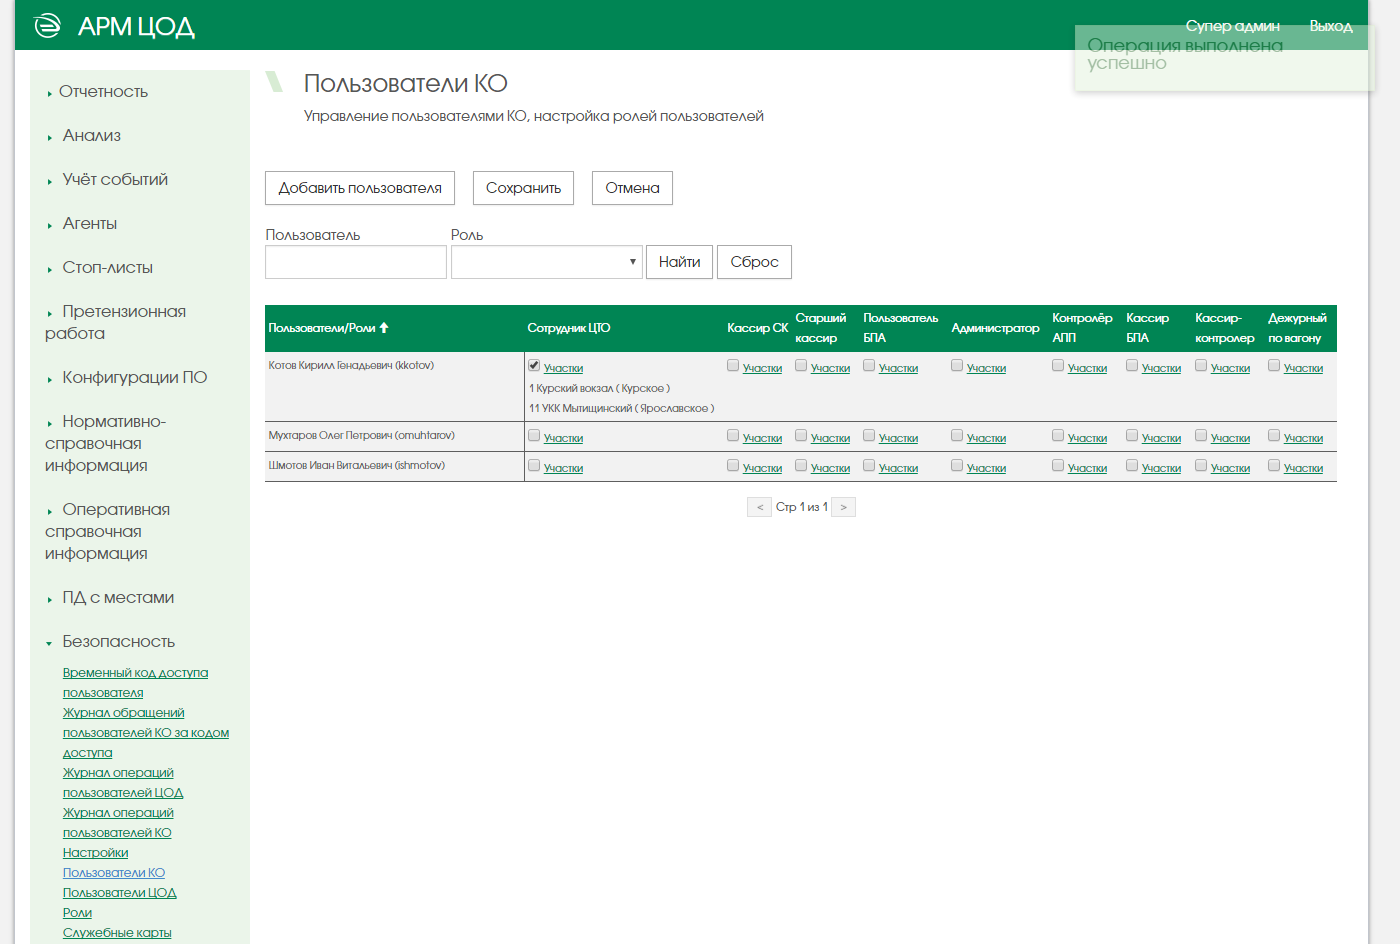 АРМ ЦОД
Супер админ
Выход
Операция выполнена
успешно
Отчетность
Анализ
Учёт событий
Агенты
Стоп-листы
Претензионная
работа
Конфигурации ПО
Нормативно-
справочная
информация
Оперативная
справочная
информация
ПД с местами
Безопасность
Временный код доступа
пользователя
Журнал обращений
пользователей КО за кодом
доступа
Журнал операций
пользователей ЦОД
Журнал операций
пользователей КО
Настройки
Пользователи КО
Пользователи ЦОД
Роли
Служебные карты
Пользователи КО
Управление пользователями КО, настройка ролей пользователей
Добавить пользователя Сохранить Отмена
Пользователь Роль
Найти Сброс
Пользователи/Роли Сотрудник ЦТО Кассир СК Старший кассир Пользователь БПА Администратор Контролёр АПП Кассир БПА Кассир-контролер Дежурный по вагону
Котов Кирилл Генадьевич (kkotov) Участки Участки Участки Участки Участки Участки Участки Участки Участки
1 Курский вокзал ( Курское )
11 УКК Мытищинский ( Ярославское )
Мухтаров Олег Петрович (omuhtarov) Участки Участки Участки Участки Участки Участки Участки Участки Участки
Шмотов Иван Витальевич (ishmotov) Участки Участки Участки Участки Участки Участки Участки Участки Участки
< Стр 1 из 1 >